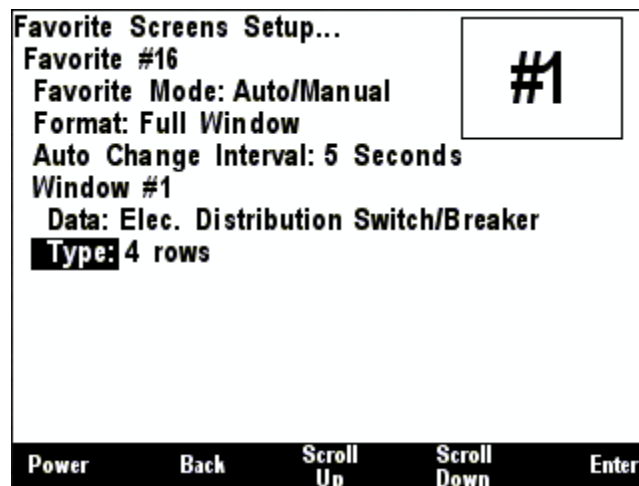 Favorite Screens Setup...
Favorite #16
Favorite Mode: Auto/Manual
Format: Full Window
Auto Change Interval: 5 Seconds
Window #1
Data: Elec. Distribution Switch/Breaker
Type: 4 rows
#1
Power Back Scroll Up Scroll Down Enter